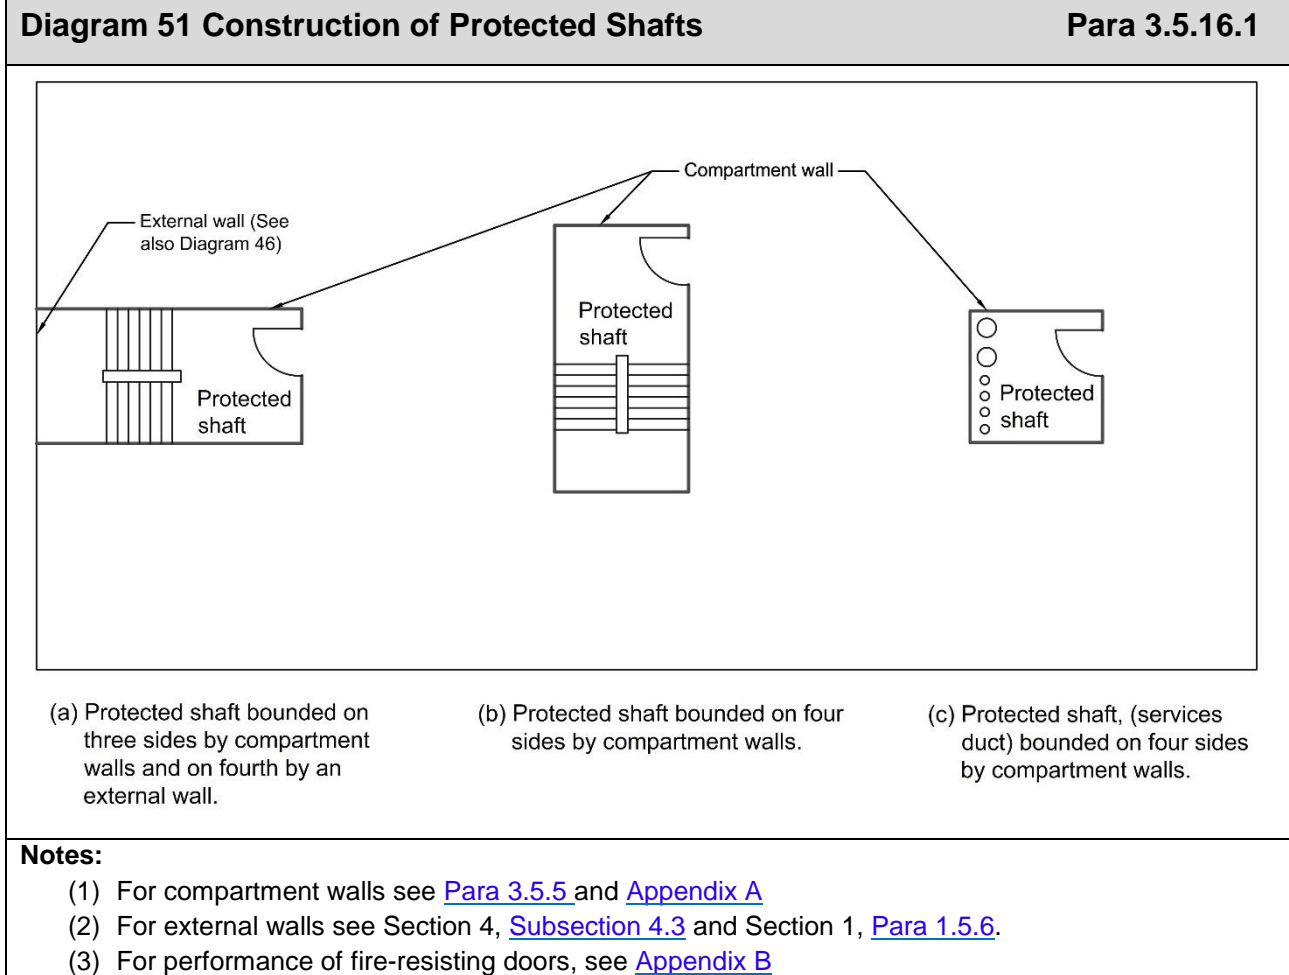 Diagram 51 Construction of Protected Shafts Para 3.5.16.1
Compartment wall
External wall (See
also Diagram 46)
Protected
shaft
Protected
shaft
Protected
shaft
(a) Protected shaft bounded on
three sides by compartment
walls and on fourth by an
external wall.
(b) Protected shaft bounded on four
sides by compartment walls.
(c) Protected shaft, (services
duct) bounded on four sides
by compartment walls.
Notes:
(1) For compartment walls see Para 3.5.5 and Appendix A
(2) For external walls see Section 4, Subsection 4.3 and Section 1, Para 1.5.6.
(3) For performance of fire-resisting doors, see Appendix B